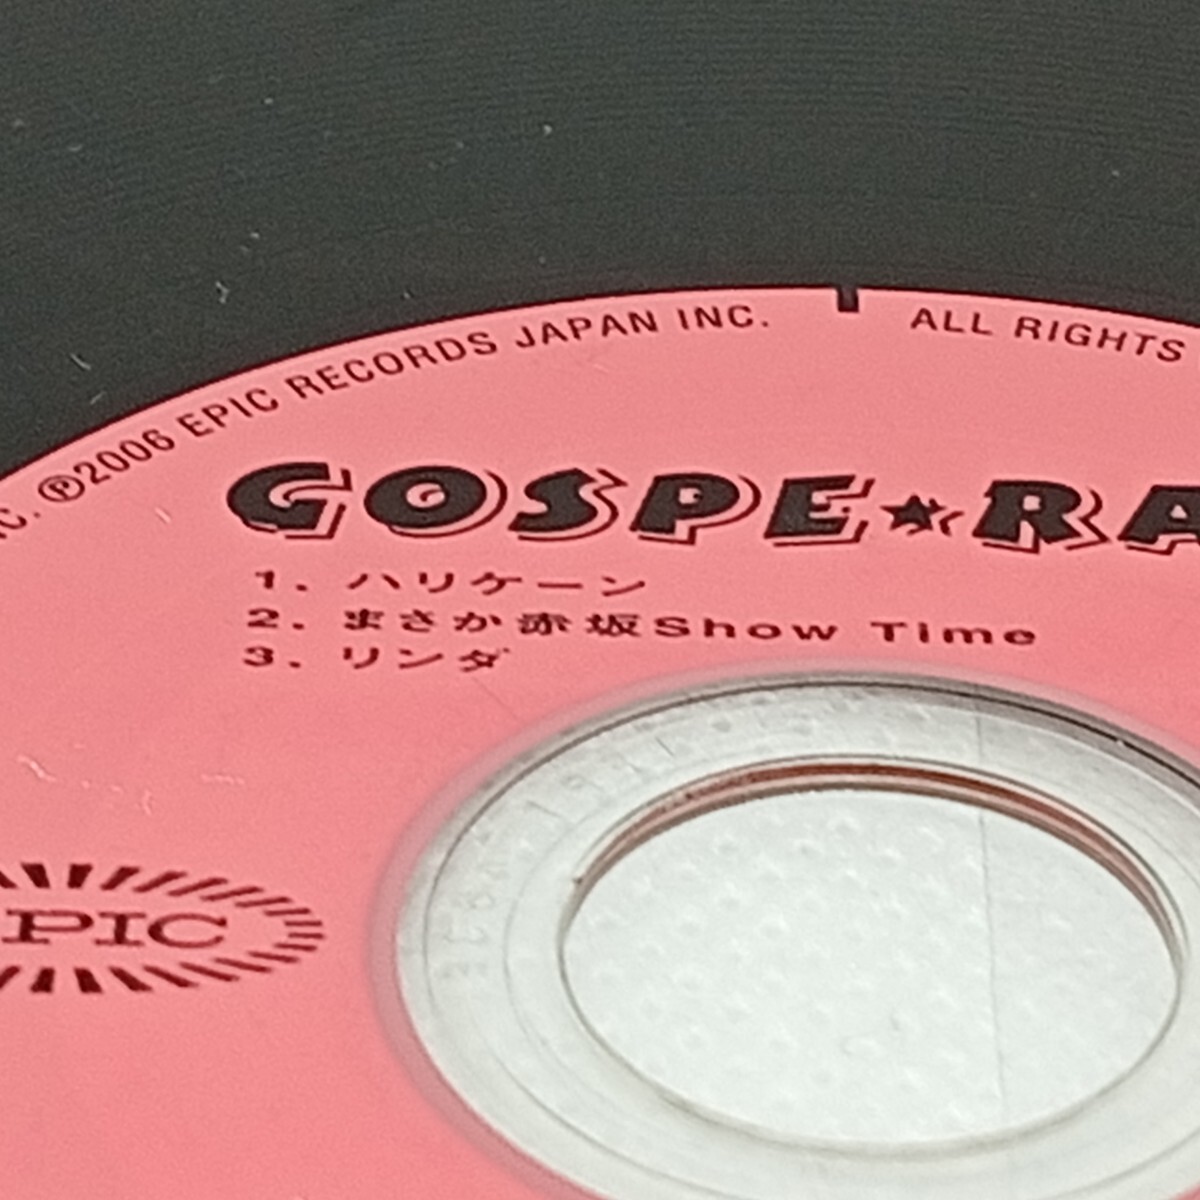 C. ℗2006 EPIC RECORDS JAPAN INC.
ALL RIGHTS
GOSPE★RA
1. ハリケーン
2. まさか赤坂Show Time
3. リンダ
PIC